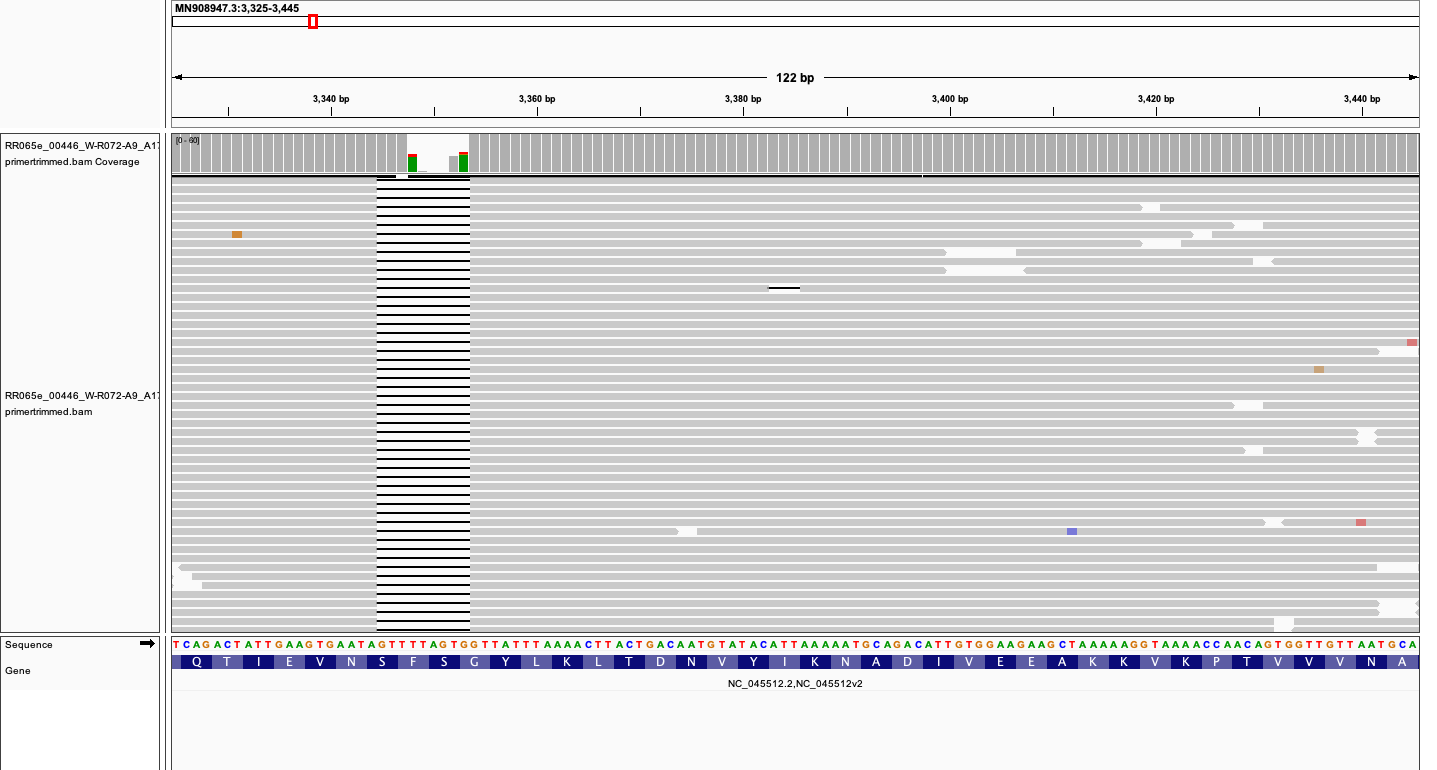 MN908947.3:3,325-3,445
122 bp
3,340 bp 3,360 bp 3,380 bp 3,400 bp 3,420 bp 3,440 bp
RR065e_00446_W-R072-A9_A17
primertrimmed.bam Coverage
[0 - 60]
RR065e_00446_W-R072-A9_A17
primertrimmed.bam
Sequence
TCAGACTATTGAAGTGAATAGTTTTAGTGGTTATTTAAAACTTACTGACAATGTATACATTAAAAATGCAGACATTGTGGAAGAAGCTAAAAAGGTAAAACCAACAGTGGTTGTTAATGCA
Gene
Q T I E V N S F S G Y L K L T D N V Y I K N A D I V E E A K K V K P T V V V N A
NC_045512.2,NC_045512v2